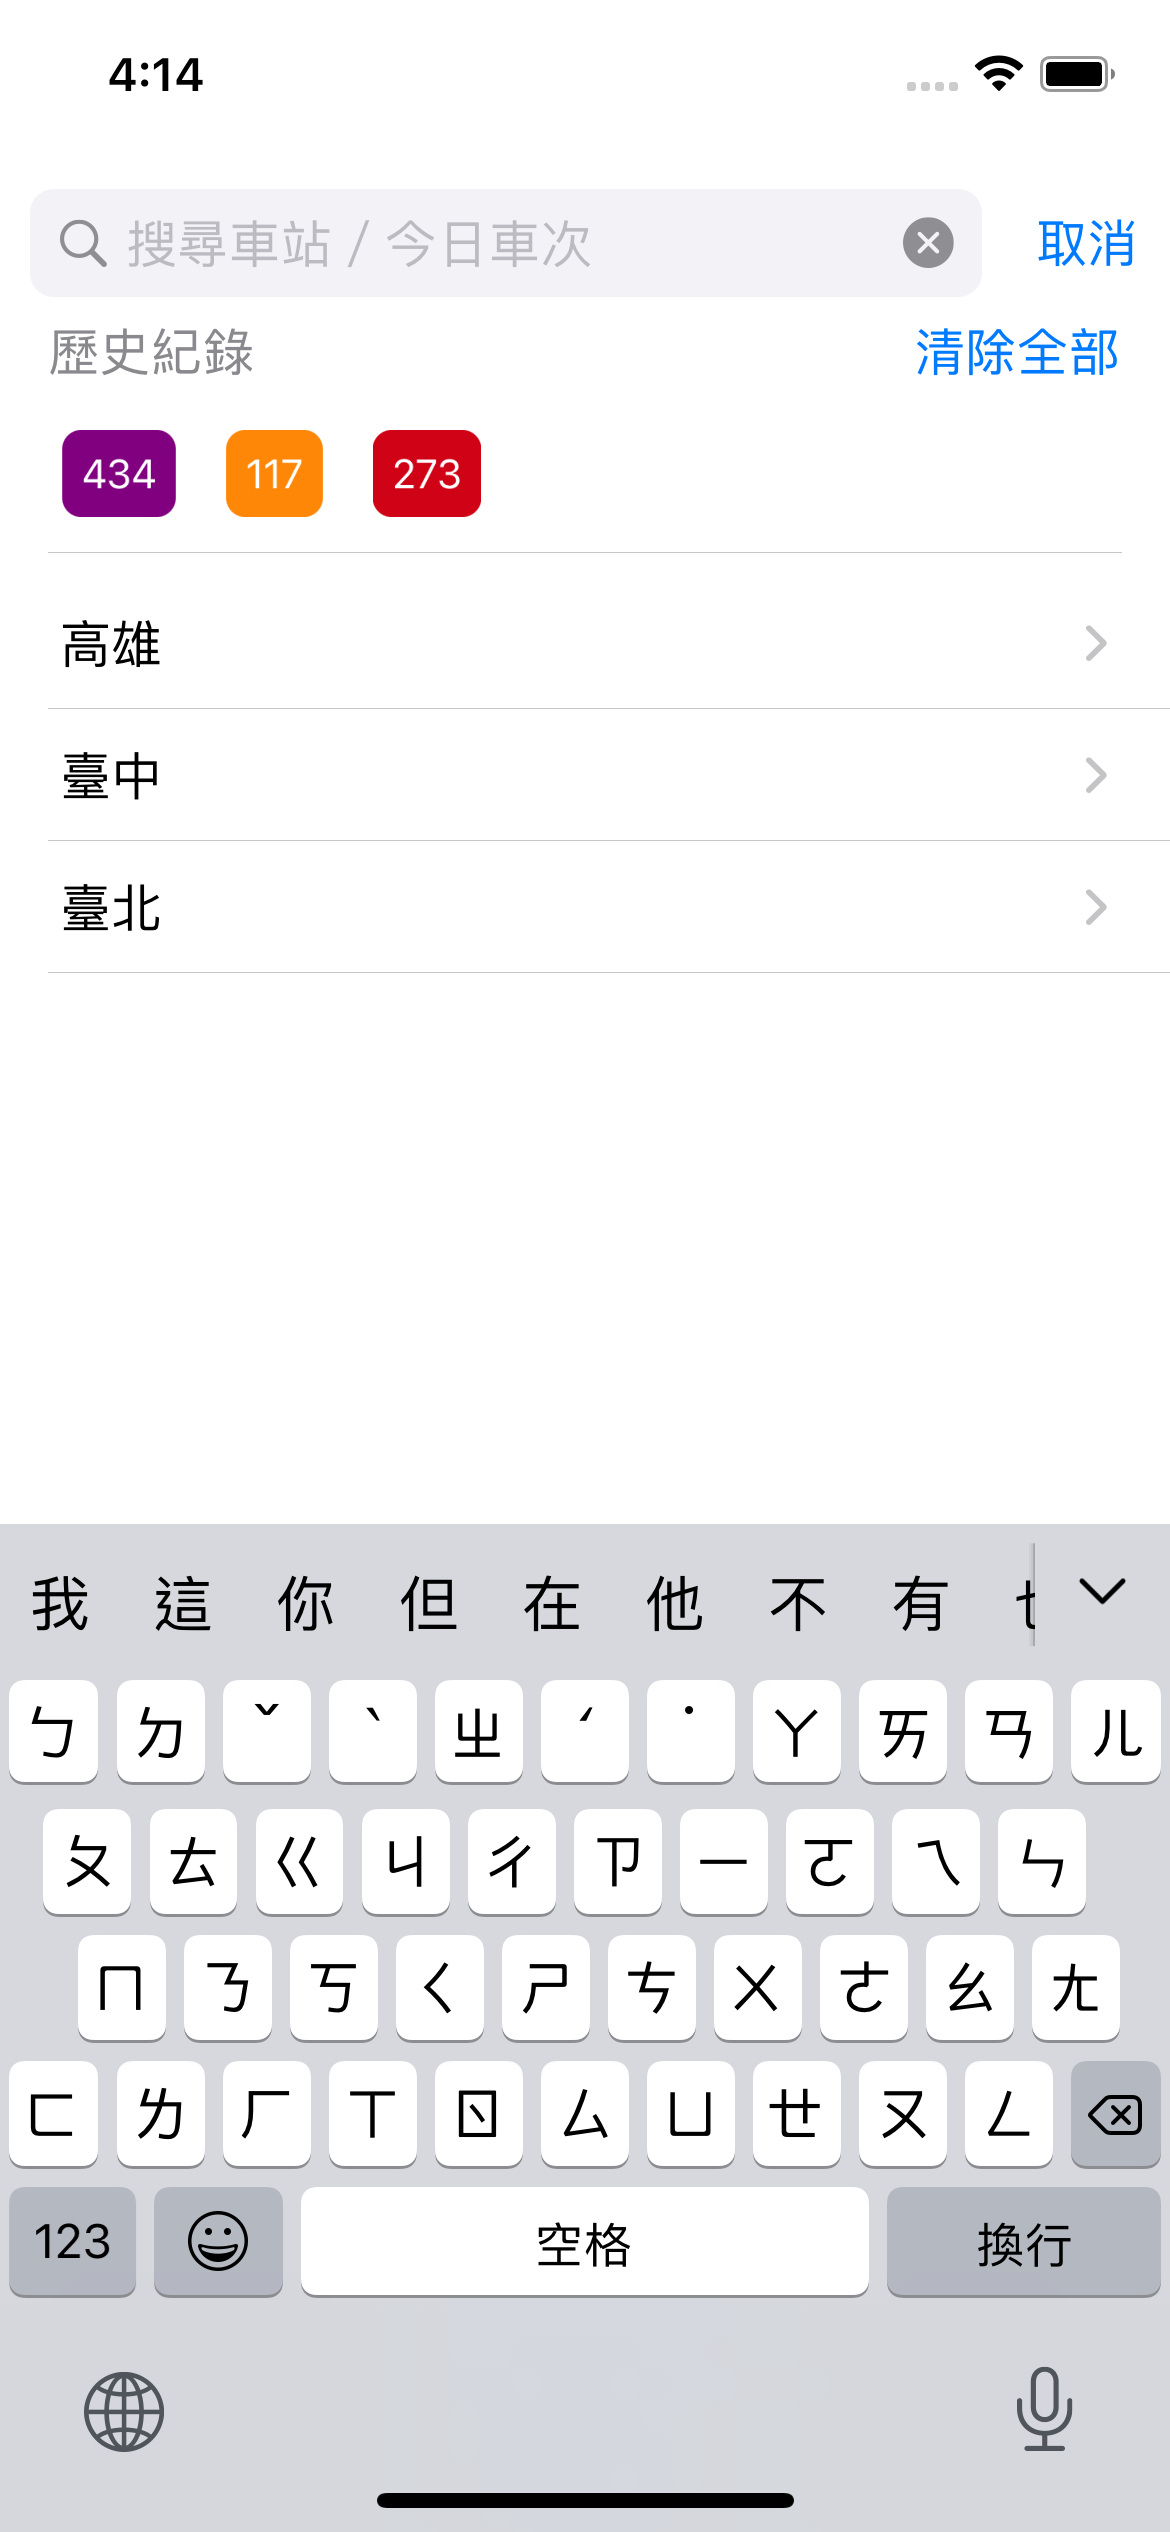 4:14
搜尋車站 / 今日車次
取消
歷史紀錄
清除全部
434 117 273
高雄
臺中
臺北
我 這 你 但 在 他 不 有
ㄅ ㄉ ˇ ˋ ㄓ ˊ ˙ ㄚ ㄞ ㄢ ㄦ
ㄆ ㄊ ㄍ ㄐ ㄔ ㄗ ㄧ ㄛ ㄟ ㄣ
ㄇ ㄋ ㄎ ㄑ ㄕ ㄘ ㄨ ㄜ ㄠ ㄤ
ㄈ ㄌ ㄏ ㄒ ㄖ ㄙ ㄩ ㄝ ㄡ ㄥ
123 空格 換行